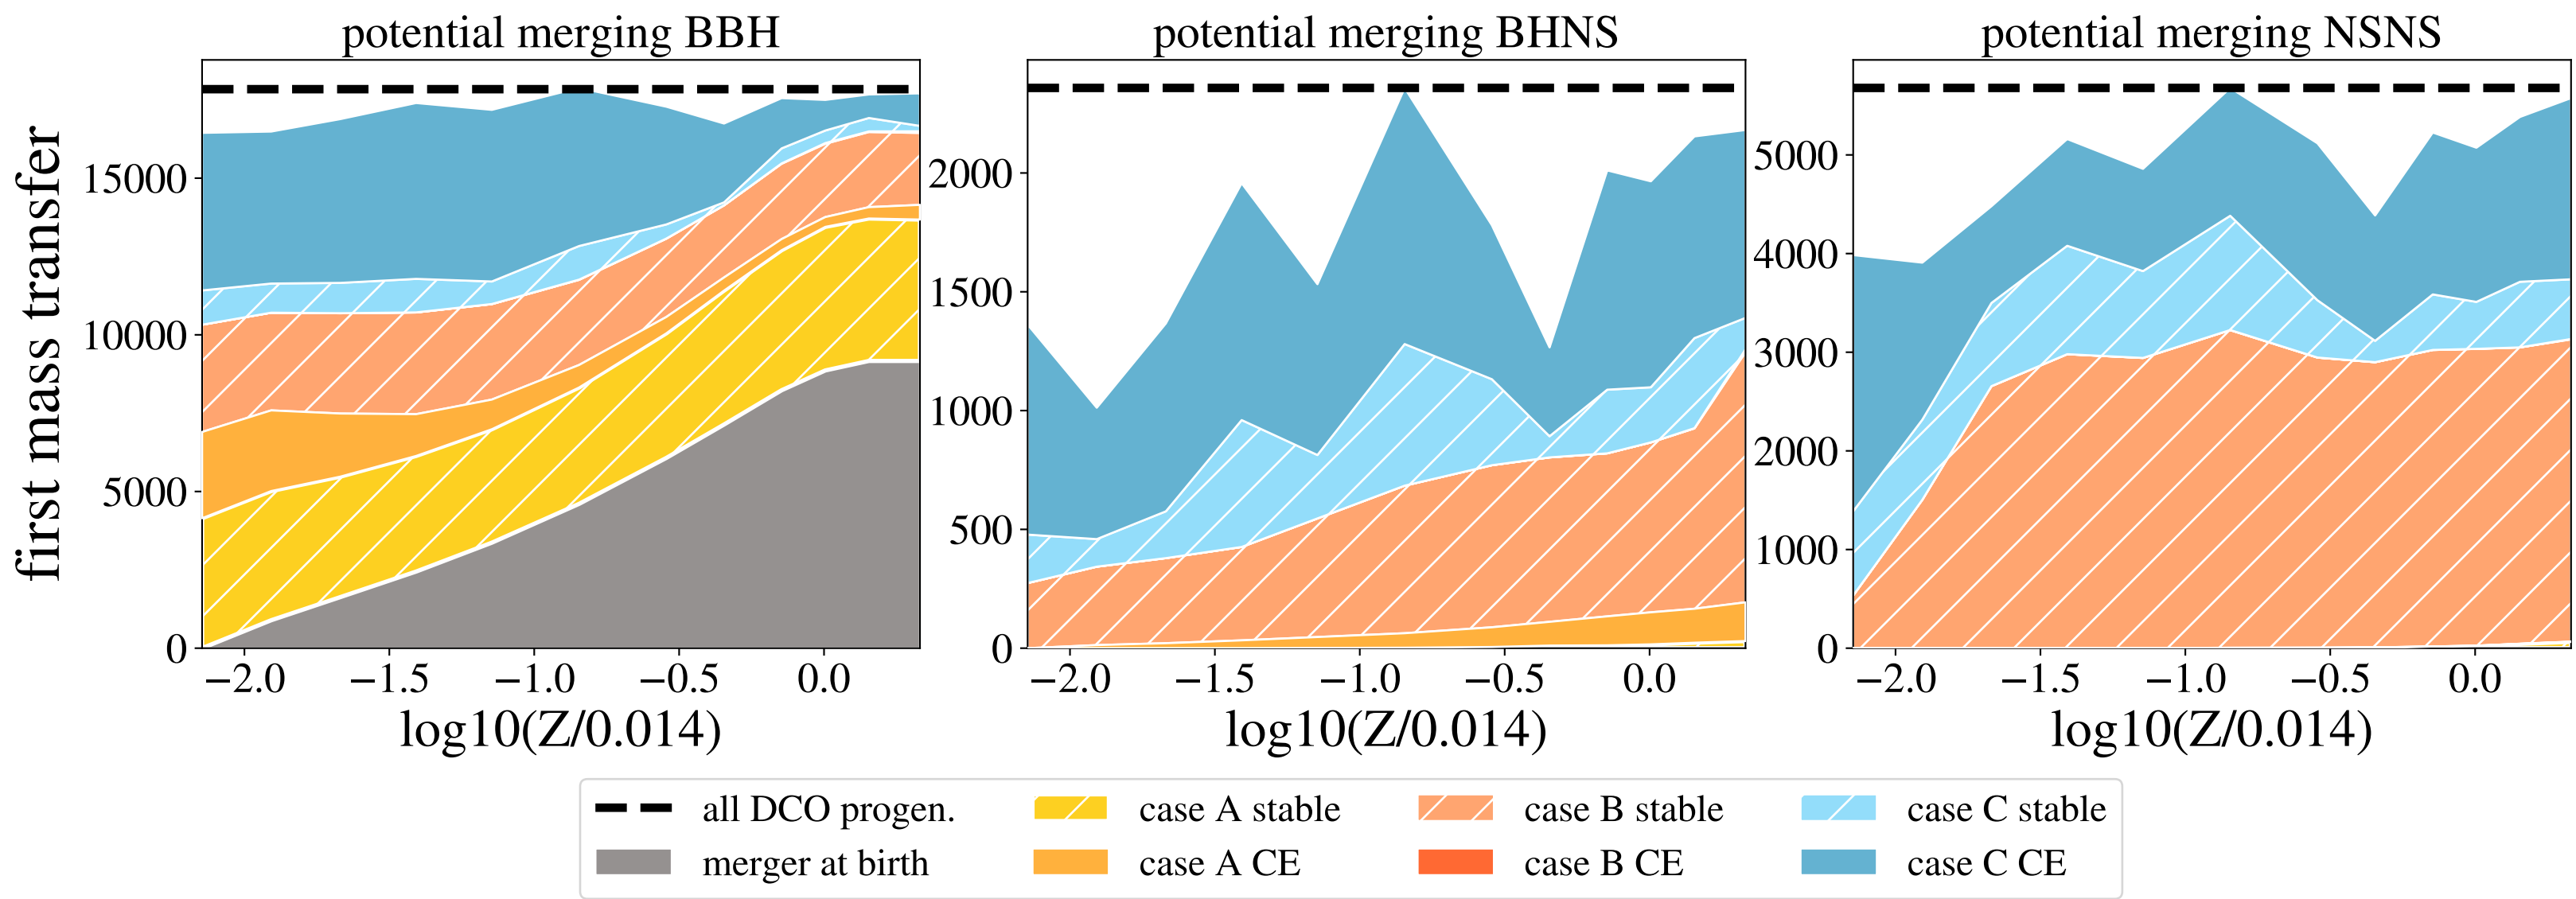 potential merging BBH
potential merging BHNS
potential merging NSNS
first mass transfer
15000
10000
5000
0
2000
1500
1000
500
0
5000
4000
3000
2000
1000
0
−2.0 −1.5 −1.0 −0.5 0.0
−2.0 −1.5 −1.0 −0.5 0.0
−2.0 −1.5 −1.0 −0.5 0.0
log10(Z/0.014)
log10(Z/0.014)
log10(Z/0.014)
all DCO progen.
case A stable
case B stable
case C stable
merger at birth
case A CE
case B CE
case C CE